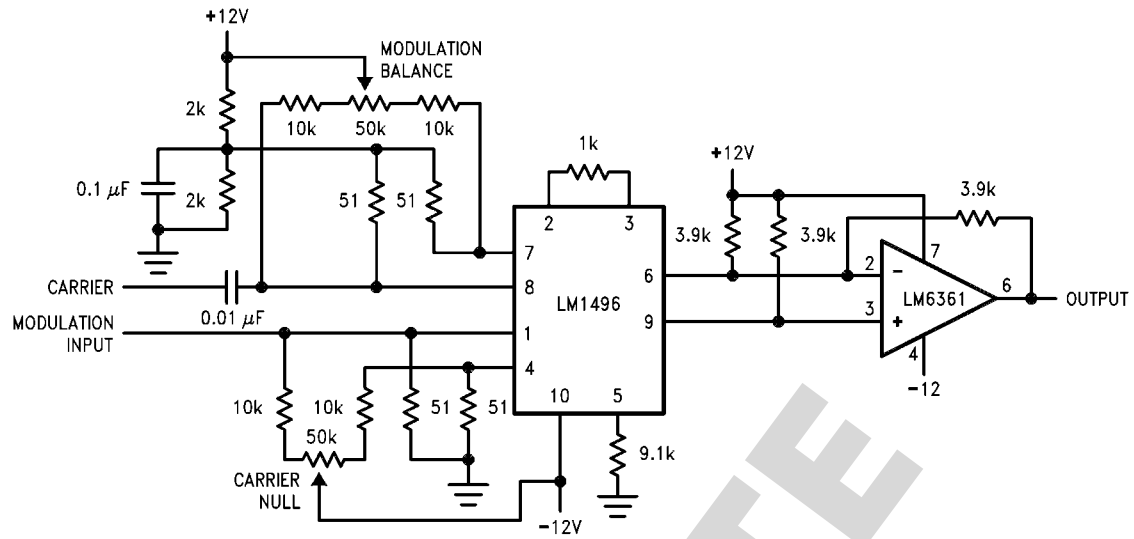 +12V
MODULATION
BALANCE
2k
10k 50k 10k
0.1 μF
2k
51
51
1k
2 3
+12V
3.9k
3.9k
3.9k
7
7
CARRIER
8
0.01 μF
LM1496
6
2 -
LM6361
6
OUTPUT
MODULATION
INPUT
1
9
3 +
4
4
-12
10k
10k
51
51
10
5
50k
9.1k
CARRIER
NULL
-12V
TE